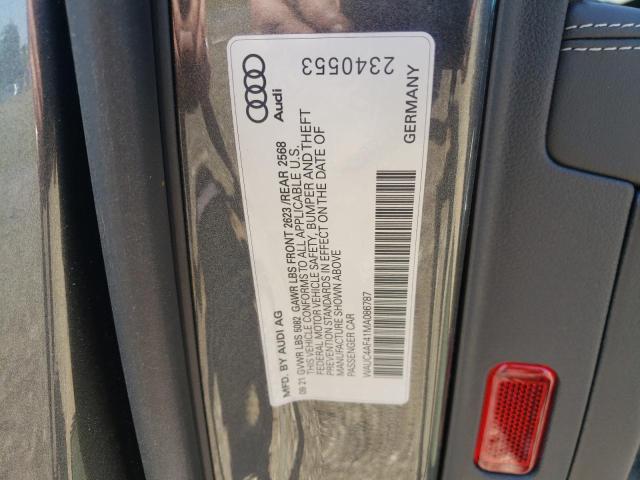 Audi
2340553
MFD. BY AUDI AG
09 21 GVWR LBS 5082 GAWR LBS FRONT 2623 /REAR 2568
THIS VEHICLE CONFORMS TO ALL APPLICABLE U.S.
FEDERAL MOTOR VEHICLE SAFETY, BUMPER AND THEFT
PREVENTION STANDARDS IN EFFECT ON THE DATE OF
MANUFACTURE SHOWN ABOVE
PASSENGER CAR
GERMANY
WAUC4AF41MA086787